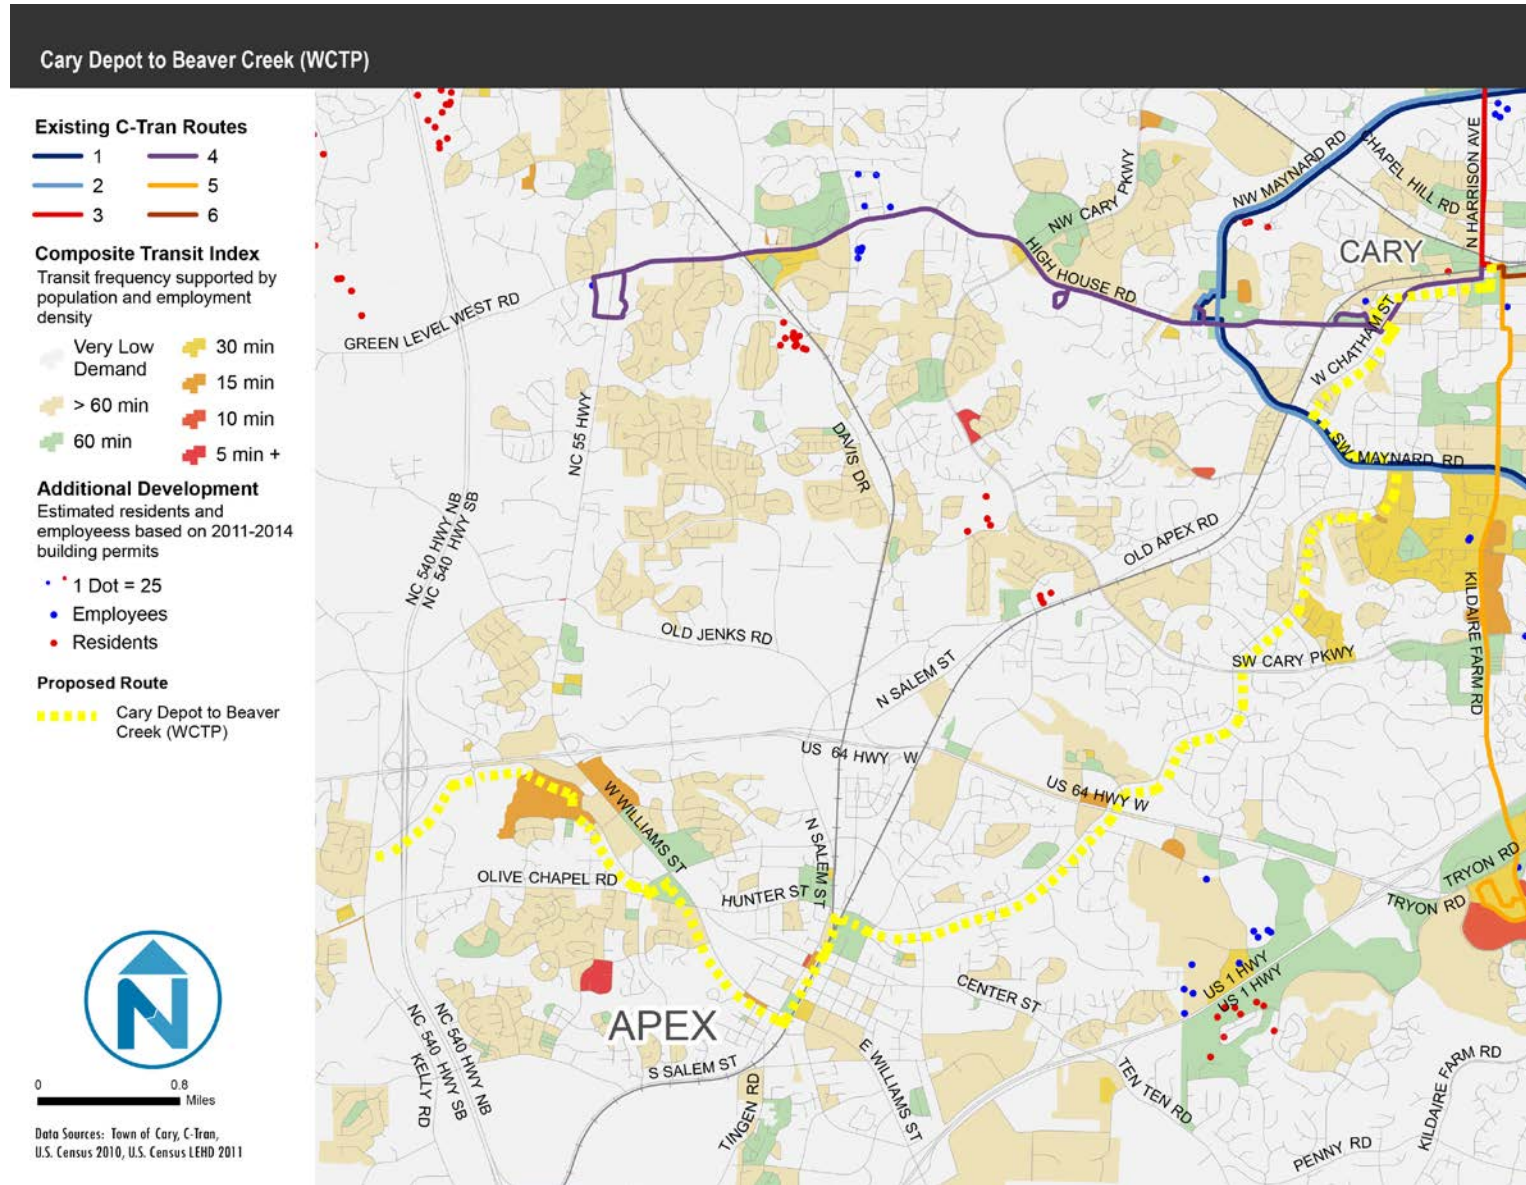 Cary Depot to Beaver Creek (WCTP)
Existing C-Tran Routes
1
4
2
5
3
6
Composite Transit Index
Transit frequency supported by
population and employment
density
Very Low
Demand
> 60 min
60 min
30 min
15 min
10 min
5 min +
Additional Development
Estimated residents and
employeess based on 2011-2014
building permits
1 Dot = 25
Employees
Residents
Proposed Route
Cary Depot to Beaver
Creek (WCTP)
N
0
0.8
Miles
Data Sources: Town of Cary, C-Tran,
U.S. Census 2010, U.S. Census LEHD 2011
NW MAYNARD RD
CHAPEL HILL RD
N HARRISON AVE
NW CARY PKWY
CARY
HIGH HOUSE RD
GREEN LEVEL WEST RD
W CHATHAM ST
NC 55 HWY
DAVIS DR
SW MAYNARD RD
NC 540 HWY NB
NC 540 HWY SB
OLD APEX RD
KILDAIRE FARM RD
OLD JENKS RD
SW CARY PKWY
N SALEM ST
US 64 HWY W
US 64 HWY W
W WILLIAMS ST
N SALEM ST
TRYON RD
OLIVE CHAPEL RD
HUNTER ST
TRYON RD
US 1 HWY
US 1 HWY
CENTER ST
APEX
NC 540 HWY NB
NC 540 HWY SB
KELLY RD
S SALEM ST
E WILLIAMS ST
TINGEN RD
TEN TEN RD
KILDAIRE FARM RD
PENNY RD